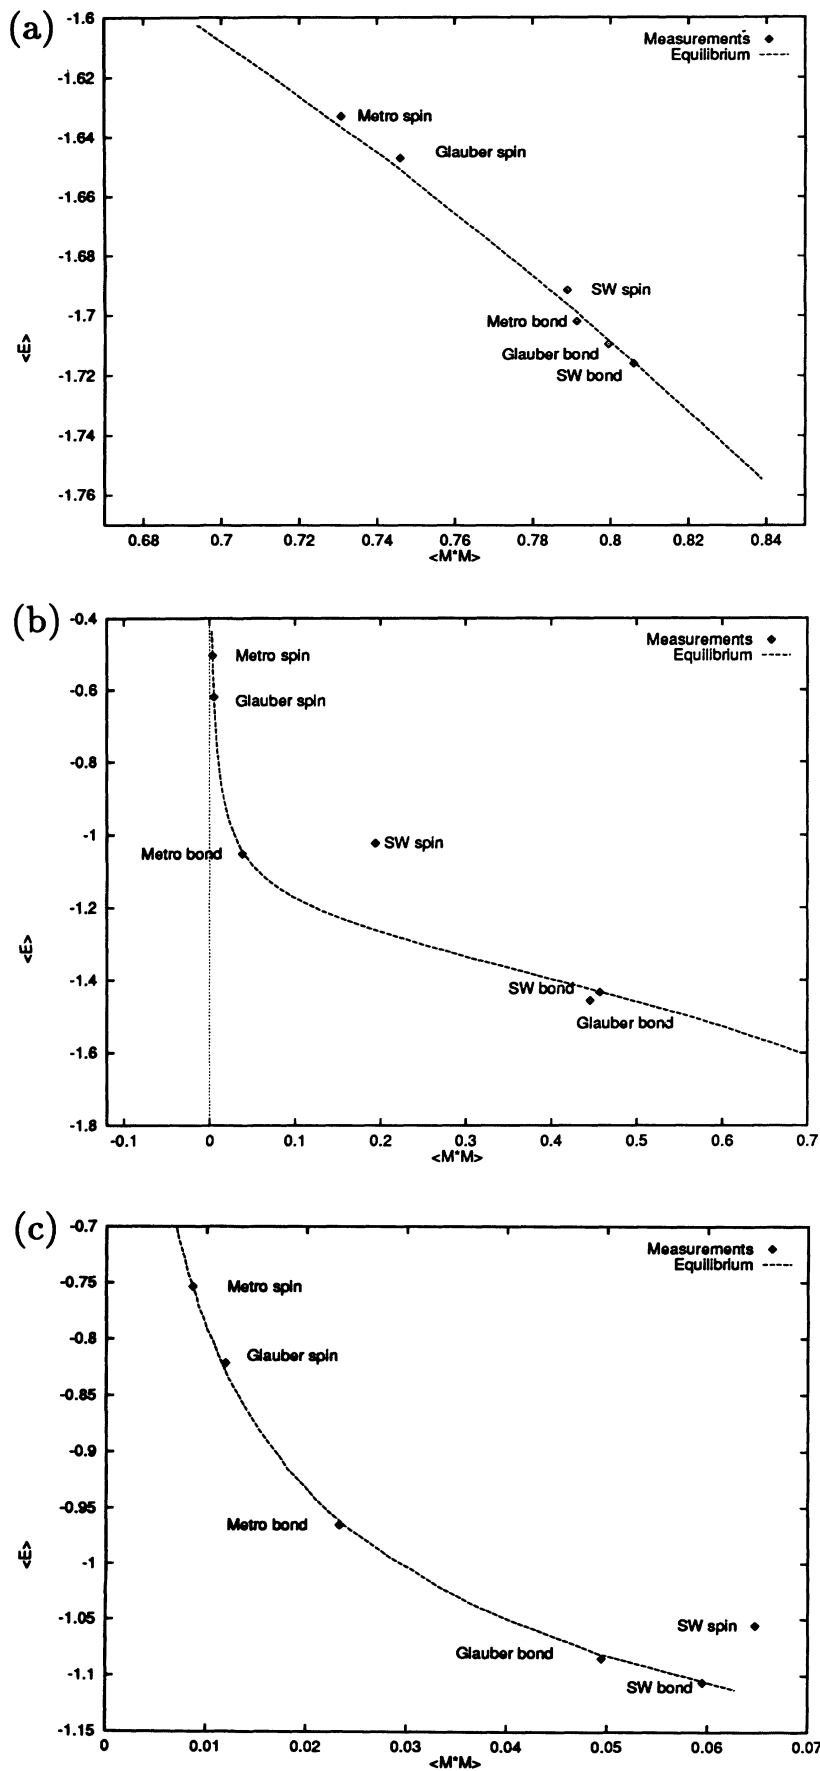 (a)
-1.6
Measurements
Equilibrium
-1.62
Metro spin
-1.64
Glauber spin
-1.66
-1.68
SW spin
-1.7
Metro bond
<E>
Glauber bond
-1.72
SW bond
-1.74
-1.76
0.68 0.7 0.72 0.74 0.76 0.78 0.8 0.82 0.84
<M*M>
(b)
-0.4
Measurements
Equilibrium
Metro spin
-0.6
Glauber spin
-0.8
-1
SW spin
Metro bond
-1.2
<E>
-1.4
SW bond
Glauber bond
-1.6
-1.8
-0.1 0 0.1 0.2 0.3 0.4 0.5 0.6 0.7
<M*M>
(c)
-0.7
Measurements
Equilibrium
-0.75
Metro spin
-0.8
Glauber spin
-0.85
-0.9
-0.95
Metro bond
<E>
-1
-1.05
SW spin
Glauber bond
-1.1
SW bond
-1.15
0 0.01 0.02 0.03 0.04 0.05 0.06 0.07
<M*M>